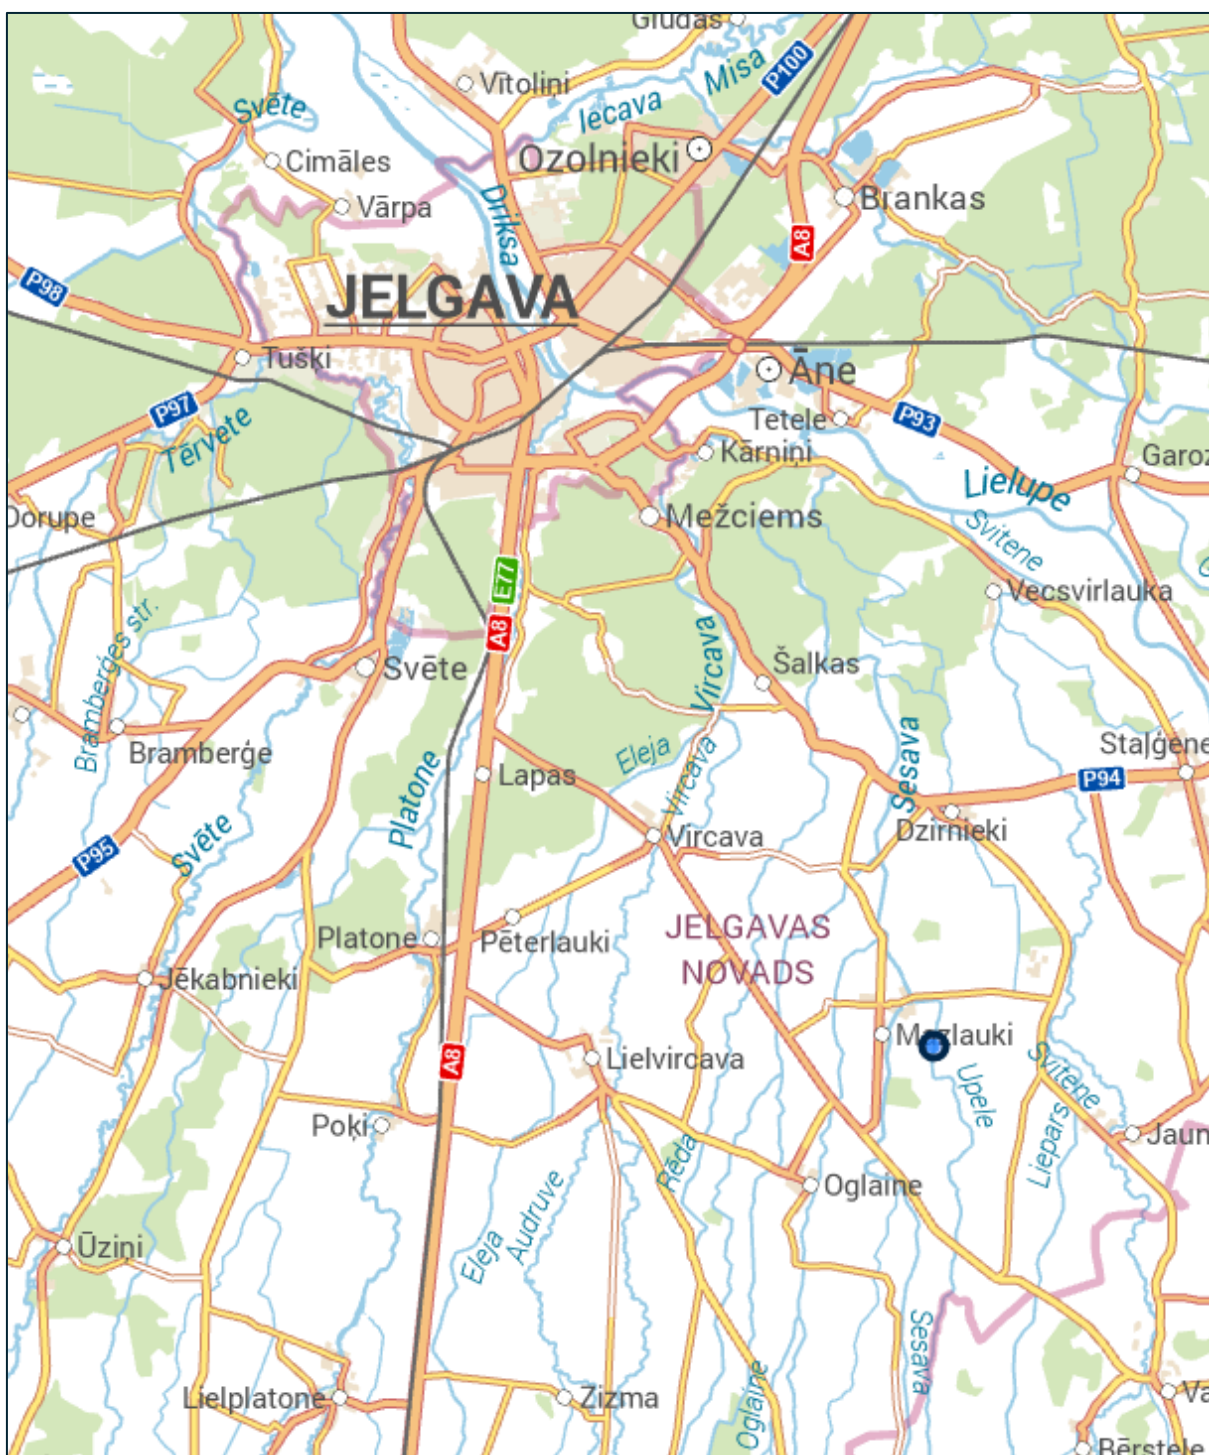 Gludas
Misa
P100
Vītoliņi
Iecava
Svēte
Ozolnieki
Cimāles
Brankas
Vārpa
Driksa
A8
P98
JELGAVA
Tušķi
Āne
P97
Tetele
P93
Tērvete
Kārniņi
Garoz
Lielupe
Dorupe
Mežciems
Svitene
E77
Vecsvirlauka
Bramberģes str.
A8
Vircava
Svēte
Šalkas
Bramberģe
Eleja
Vircava
Sesava
Staļģene
Lapas
P94
Platone
Dzirnieki
Svēte
Vircava
P95
JELGAVAS
NOVADS
Platone
Pēterlauki
Jēkabnieki
Mazlauki
A8
Lielvircava
Svitene
Upele
Poķi
Liepars
Jaun
Rēda
Oglaine
Audruve
Eleja
Ūziņi
Sesava
Oglaine
Lielplatone
Zizma
Va
Bērstele